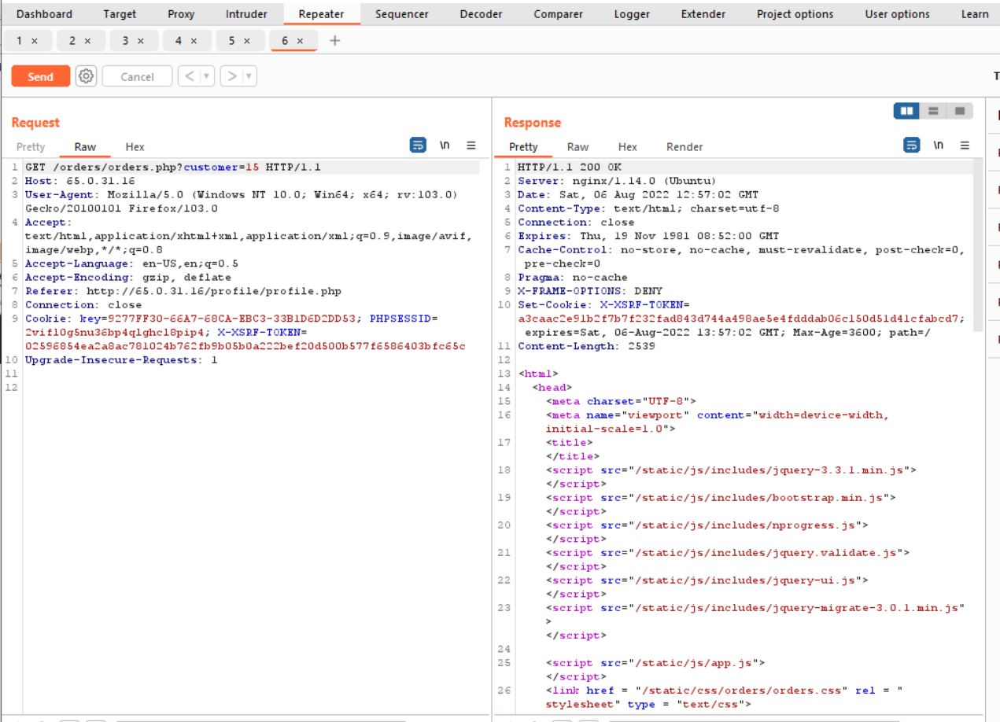 Dashboard Target Proxy Intruder Repeater Sequencer Decoder Comparer Logger Extender Project options User options Learn
1 × 2 × 3 × 4 × 5 × 6 × +
Send Cancel < >
Request
Pretty Raw Hex \n
1 GET /orders/orders.php?customer=15 HTTP/1.1
2 Host: 65.0.31.16
3 User-Agent: Mozilla/5.0 (Windows NT 10.0; Win64; x64; rv:103.0)
Gecko/20100101 Firefox/103.0
4 Accept:
text/html,application/xhtml+xml,application/xml;q=0.9,image/avif,
image/webp,*/*;q=0.8
5 Accept-Language: en-US,en;q=0.5
6 Accept-Encoding: gzip, deflate
7 Referer: http://65.0.31.16/profile/profile.php
8 Connection: close
9 Cookie: key=9277FF30-66A7-68CA-EBC3-33B1D6D2DD53; PHPSESSID=
2vifl0g5nu36bp4qlghcl8pip4; X-XSRF-TOKEN=
02596854ea2a8ac781024b762fb9b05b0a222bef20d500b577f6586403bfc65c
10 Upgrade-Insecure-Requests: 1
11
12
Response
Pretty Raw Hex Render \n
1 HTTP/1.1 200 OK
2 Server: nginx/1.14.0 (Ubuntu)
3 Date: Sat, 06 Aug 2022 12:57:02 GMT
4 Content-Type: text/html; charset=utf-8
5 Connection: close
6 Expires: Thu, 19 Nov 1981 08:52:00 GMT
7 Cache-Control: no-store, no-cache, must-revalidate, post-check=0,
pre-check=0
8 Pragma: no-cache
9 X-FRAME-OPTIONS: DENY
10 Set-Cookie: X-XSRF-TOKEN=
a3caac2e91b2f7b7f232fad843d744a498ae5e4fdddab06c150d51d41cfabcd7;
expires=Sat, 06-Aug-2022 13:57:02 GMT; Max-Age=3600; path=/
11 Content-Length: 2539
12
13 <html>
14 <head>
15 <meta charset="UTF-8">
16 <meta name="viewport" content="width=device-width,
initial-scale=1.0">
17 <title>
</title>
18 <script src="/static/js/includes/jquery-3.3.1.min.js">
</script>
19 <script src="/static/js/includes/bootstrap.min.js">
</script>
20 <script src="/static/js/includes/nprogress.js">
</script>
21 <script src="/static/js/includes/jquery.validate.js">
</script>
22 <script src="/static/js/includes/jquery-ui.js">
</script>
23 <script src="/static/js/includes/jquery-migrate-3.0.1.min.js"
>
</script>
24
25 <script src="/static/js/app.js">
</script>
26 <link href = "/static/css/orders/orders.css" rel = "
stylesheet" type = "text/css">